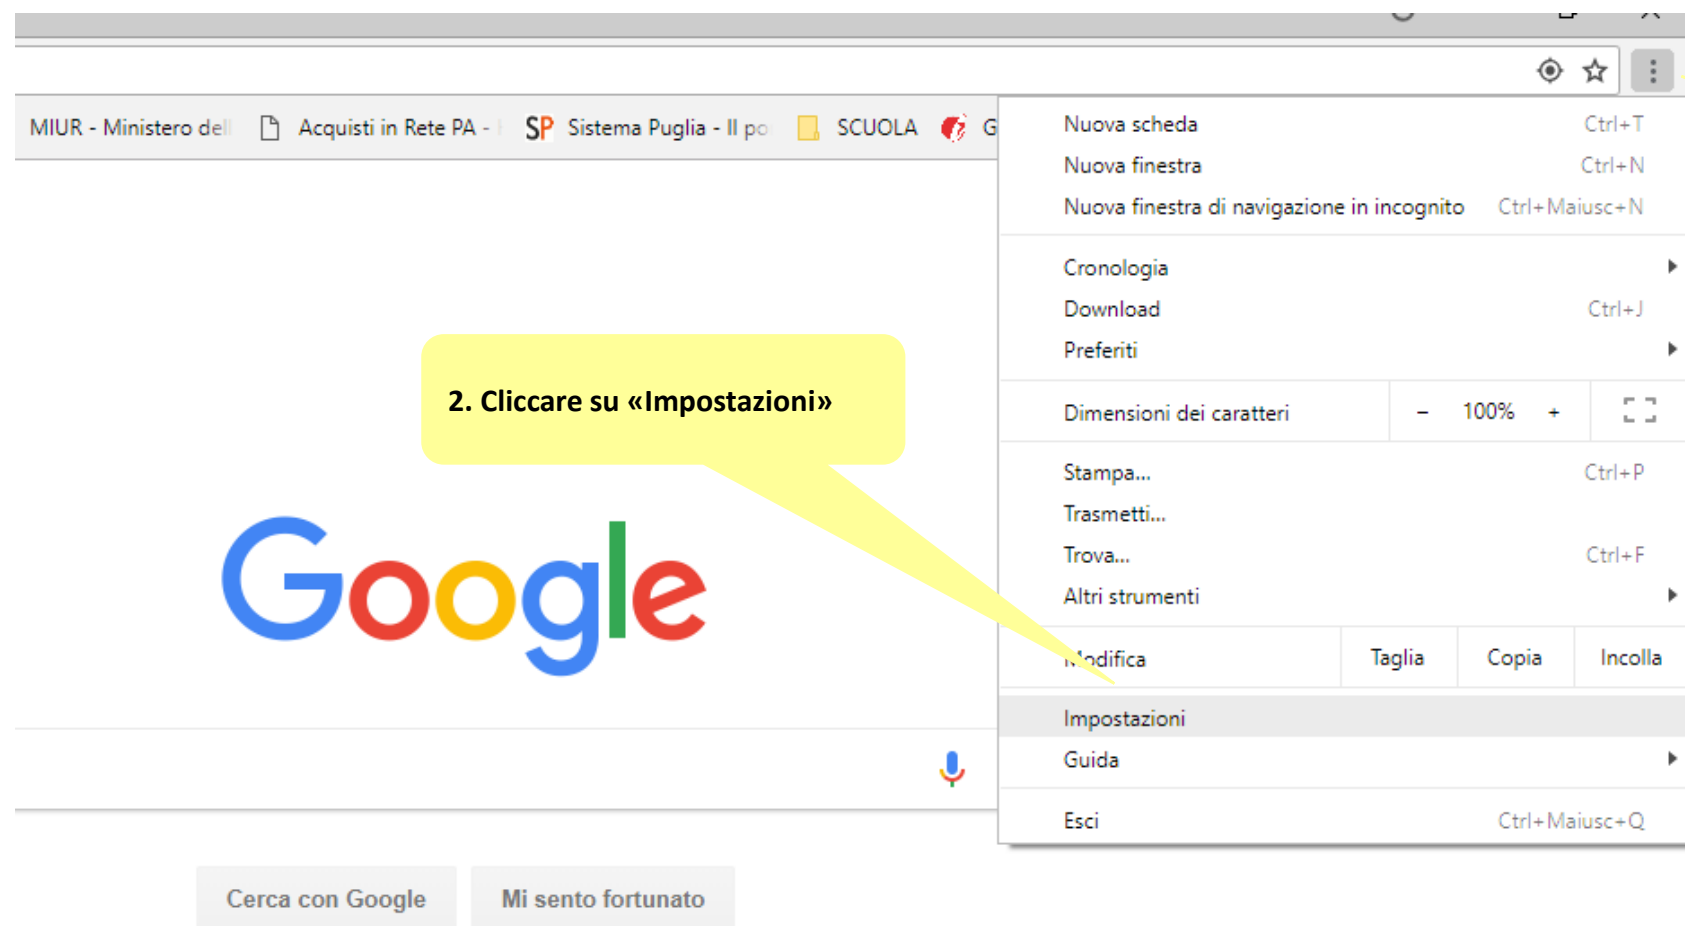 MIUR - Ministero dell
Acquisti in Rete PA -
SP Sistema Puglia - Il po
SCUOLA
G
Nuova scheda Ctrl+T
Nuova finestra Ctrl+N
Nuova finestra di navigazione in incognito Ctrl+Maiusc+N
Cronologia
Download Ctrl+J
Preferiti
2. Cliccare su «Impostazioni»
Dimensioni dei caratteri - 100% +
Stampa... Ctrl+P
Trasmetti...
Trova... Ctrl+F
Altri strumenti
Google
Modifica Taglia Copia Incolla
Impostazioni
Guida
Esci Ctrl+Maiusc+Q
Cerca con Google
Mi sento fortunato